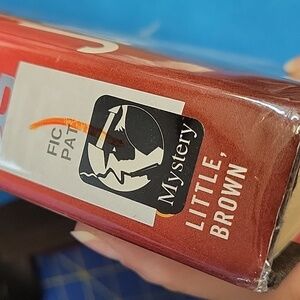 FIC
PAT
Mystery
LITTLE,
BROWN